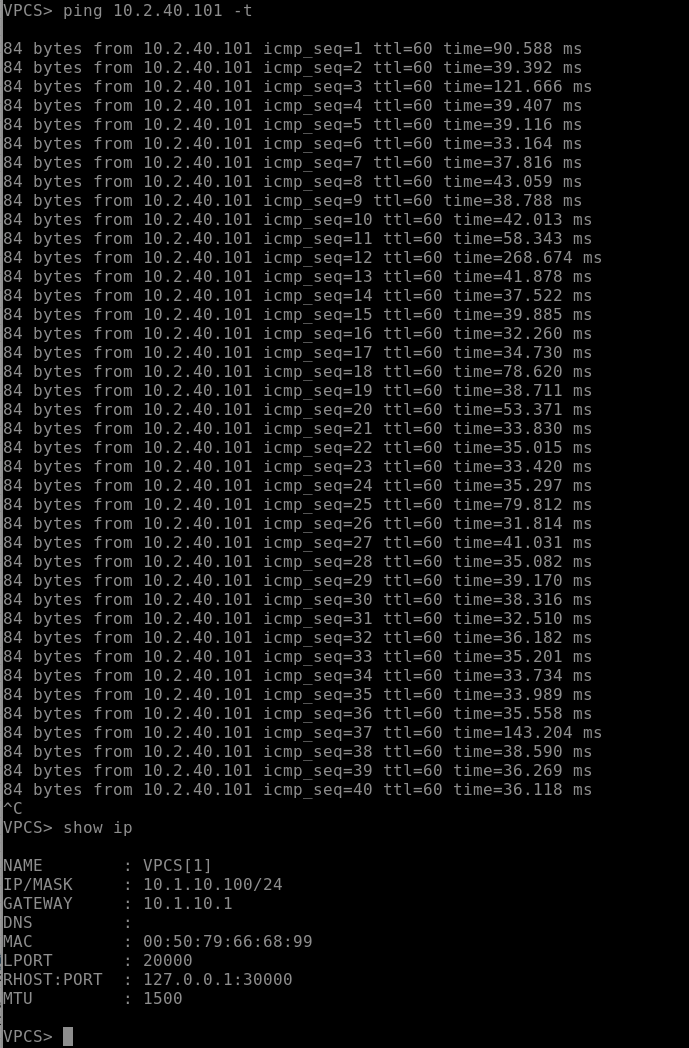 VPCS> ping 10.2.40.101 -t
84 bytes from 10.2.40.101 icmp_seq=1 ttl=60 time=90.588 ms
84 bytes from 10.2.40.101 icmp_seq=2 ttl=60 time=39.392 ms
84 bytes from 10.2.40.101 icmp_seq=3 ttl=60 time=121.666 ms
84 bytes from 10.2.40.101 icmp_seq=4 ttl=60 time=39.407 ms
84 bytes from 10.2.40.101 icmp_seq=5 ttl=60 time=39.116 ms
84 bytes from 10.2.40.101 icmp_seq=6 ttl=60 time=33.164 ms
84 bytes from 10.2.40.101 icmp_seq=7 ttl=60 time=37.816 ms
84 bytes from 10.2.40.101 icmp_seq=8 ttl=60 time=43.059 ms
84 bytes from 10.2.40.101 icmp_seq=9 ttl=60 time=38.788 ms
84 bytes from 10.2.40.101 icmp_seq=10 ttl=60 time=42.013 ms
84 bytes from 10.2.40.101 icmp_seq=11 ttl=60 time=58.343 ms
84 bytes from 10.2.40.101 icmp_seq=12 ttl=60 time=268.674 ms
84 bytes from 10.2.40.101 icmp_seq=13 ttl=60 time=41.878 ms
84 bytes from 10.2.40.101 icmp_seq=14 ttl=60 time=37.522 ms
84 bytes from 10.2.40.101 icmp_seq=15 ttl=60 time=39.885 ms
84 bytes from 10.2.40.101 icmp_seq=16 ttl=60 time=32.260 ms
84 bytes from 10.2.40.101 icmp_seq=17 ttl=60 time=34.730 ms
84 bytes from 10.2.40.101 icmp_seq=18 ttl=60 time=78.620 ms
84 bytes from 10.2.40.101 icmp_seq=19 ttl=60 time=38.711 ms
84 bytes from 10.2.40.101 icmp_seq=20 ttl=60 time=53.371 ms
84 bytes from 10.2.40.101 icmp_seq=21 ttl=60 time=33.830 ms
84 bytes from 10.2.40.101 icmp_seq=22 ttl=60 time=35.015 ms
84 bytes from 10.2.40.101 icmp_seq=23 ttl=60 time=33.420 ms
84 bytes from 10.2.40.101 icmp_seq=24 ttl=60 time=35.297 ms
84 bytes from 10.2.40.101 icmp_seq=25 ttl=60 time=79.812 ms
84 bytes from 10.2.40.101 icmp_seq=26 ttl=60 time=31.814 ms
84 bytes from 10.2.40.101 icmp_seq=27 ttl=60 time=41.031 ms
84 bytes from 10.2.40.101 icmp_seq=28 ttl=60 time=35.082 ms
84 bytes from 10.2.40.101 icmp_seq=29 ttl=60 time=39.170 ms
84 bytes from 10.2.40.101 icmp_seq=30 ttl=60 time=38.316 ms
84 bytes from 10.2.40.101 icmp_seq=31 ttl=60 time=32.510 ms
84 bytes from 10.2.40.101 icmp_seq=32 ttl=60 time=36.182 ms
84 bytes from 10.2.40.101 icmp_seq=33 ttl=60 time=35.201 ms
84 bytes from 10.2.40.101 icmp_seq=34 ttl=60 time=33.734 ms
84 bytes from 10.2.40.101 icmp_seq=35 ttl=60 time=33.989 ms
84 bytes from 10.2.40.101 icmp_seq=36 ttl=60 time=35.558 ms
84 bytes from 10.2.40.101 icmp_seq=37 ttl=60 time=143.204 ms
84 bytes from 10.2.40.101 icmp_seq=38 ttl=60 time=38.590 ms
84 bytes from 10.2.40.101 icmp_seq=39 ttl=60 time=36.269 ms
84 bytes from 10.2.40.101 icmp_seq=40 ttl=60 time=36.118 ms
^C
VPCS> show ip
NAME        : VPCS[1]
IP/MASK     : 10.1.10.100/24
GATEWAY     : 10.1.10.1
DNS         :
MAC         : 00:50:79:66:68:99
LPORT       : 20000
RHOST:PORT  : 127.0.0.1:30000
MTU         : 1500
VPCS>